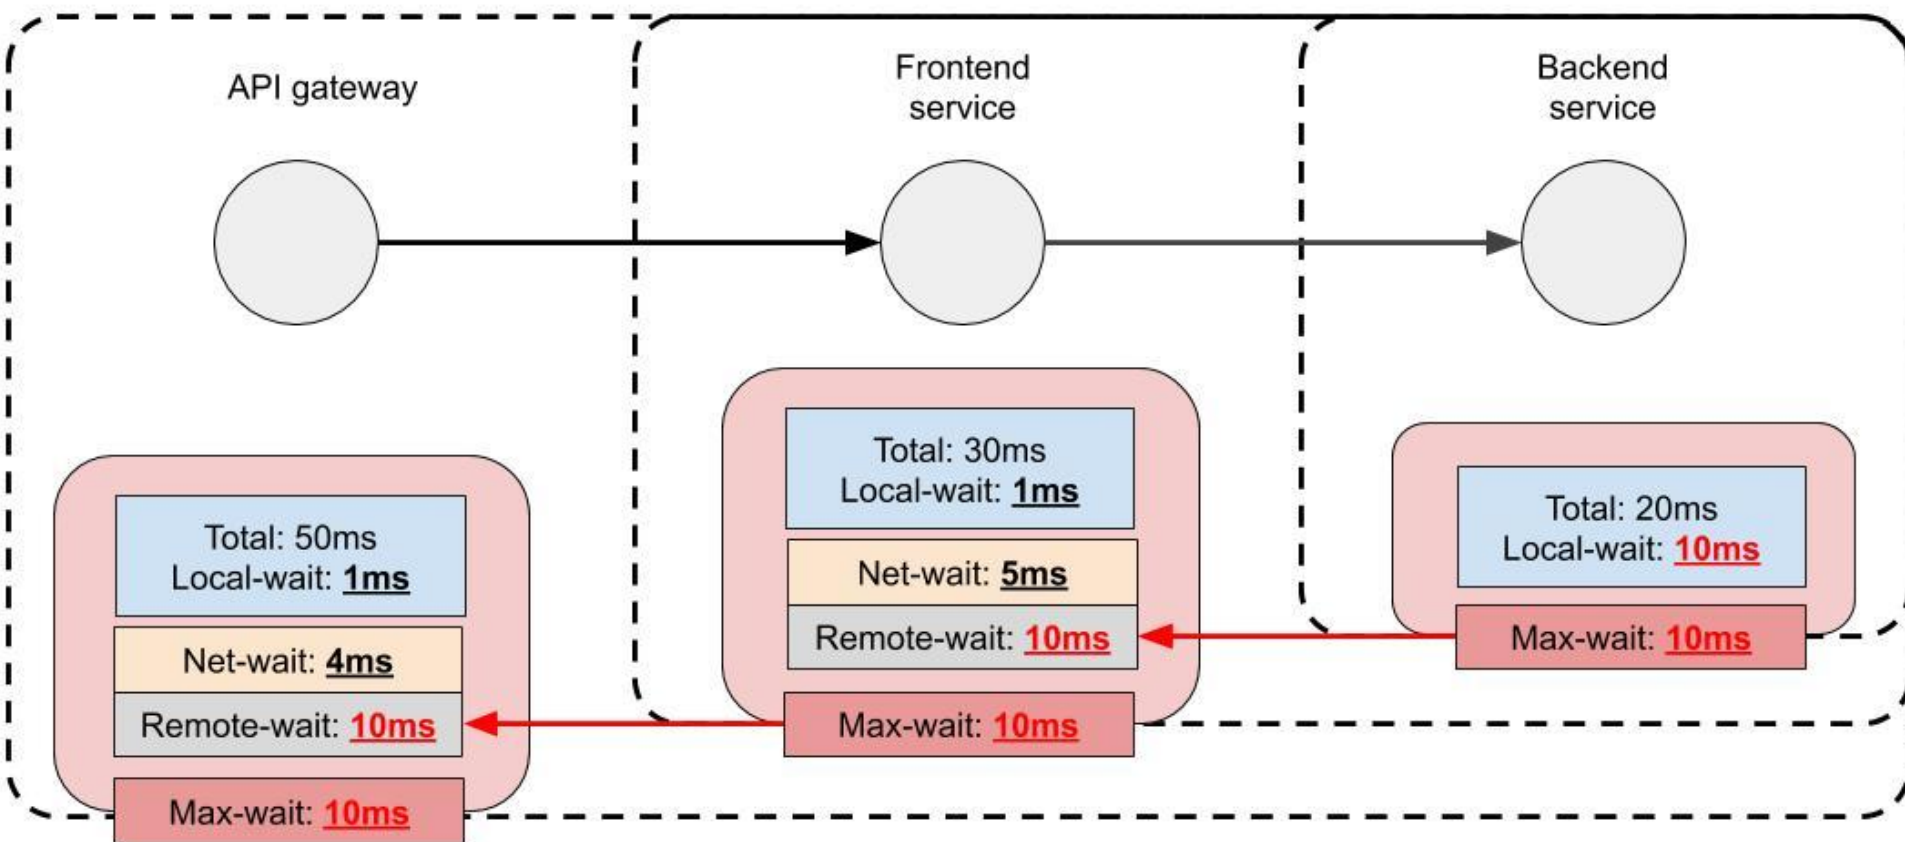 API gateway
Frontend
service
Backend
service
Total: 50ms
Local-wait: 1ms
Net-wait: 4ms
Remote-wait: 10ms
Max-wait: 10ms
Total: 30ms
Local-wait: 1ms
Net-wait: 5ms
Remote-wait: 10ms
Max-wait: 10ms
Total: 20ms
Local-wait: 10ms
Max-wait: 10ms